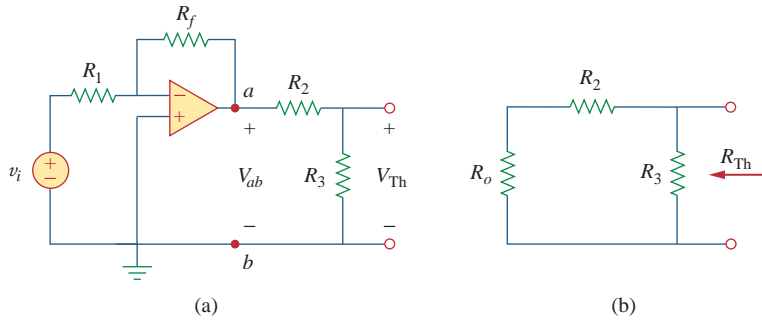 R_f
R_1
−
+
a
R_2
+
−
v_i
+
V_ab
−
R_3
+
V_Th
−
b
(a)
R_2
R_o
R_3
R_Th
(b)